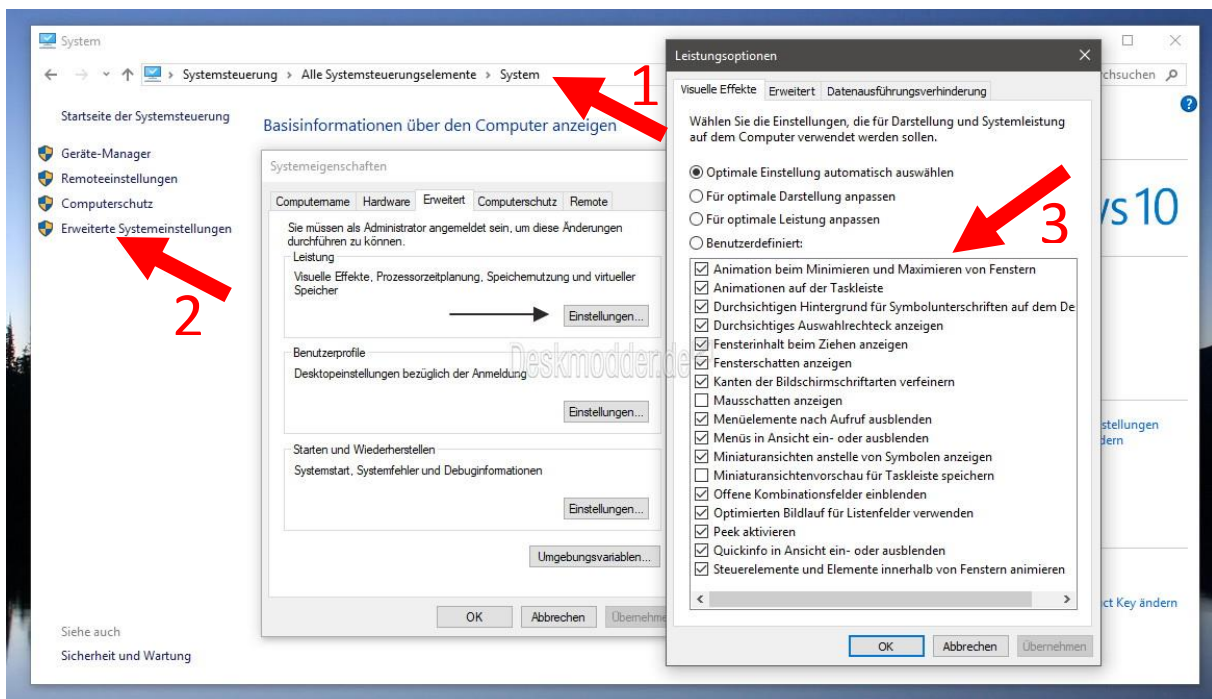 System
Systemsteuerung › Alle Systemsteuerungselemente › System
chsuchen
1
Startseite der Systemsteuerung
Geräte-Manager
Remoteeinstellungen
Computerschutz
Erweiterte Systemeinstellungen
2
Siehe auch
Sicherheit und Wartung
Basisinformationen über den Computer anzeigen
Systemeigenschaften
Computername Hardware Erweitert Computerschutz Remote
Sie müssen als Administrator angemeldet sein, um diese Änderungen
durchführen zu können.
Leistung
Visuelle Effekte, Prozessorzeitplanung, Speichernutzung und virtueller
Speicher
Einstellungen...
Benutzerprofile
Desktopeinstellungen bezüglich der Anmeldung
Deskmodder.de
Einstellungen...
Starten und Wiederherstellen
Systemstart, Systemfehler und Debuginformationen
Einstellungen...
Umgebungsvariablen...
OK Abbrechen Übernehme
Leistungsoptionen
Visuelle Effekte Erweitert Datenausführungsverhinderung
Wählen Sie die Einstellungen, die für Darstellung und Systemleistung
auf dem Computer verwendet werden sollen.
Optimale Einstellung automatisch auswählen
Für optimale Darstellung anpassen
Für optimale Leistung anpassen
Benutzerdefiniert:
3
Animation beim Minimieren und Maximieren von Fenstern
Animationen auf der Taskleiste
Durchsichtigen Hintergrund für Symbolunterschriften auf dem De
Durchsichtiges Auswahlrechteck anzeigen
Fensterinhalt beim Ziehen anzeigen
Fensterschatten anzeigen
Kanten der Bildschirmschriftarten verfeinern
Mausschatten anzeigen
Menüelemente nach Aufruf ausblenden
Menüs in Ansicht ein- oder ausblenden
Miniaturansichten anstelle von Symbolen anzeigen
Miniaturansichtenvorschau für Taskleiste speichern
Offene Kombinationsfelder einblenden
Optimierten Bildlauf für Listenfelder verwenden
Peek aktivieren
Quickinfo in Ansicht ein- oder ausblenden
Steuerelemente und Elemente innerhalb von Fenstern animieren
OK Abbrechen Übernehmen
?
vs 10
stellungen
dern
ct Key ändern